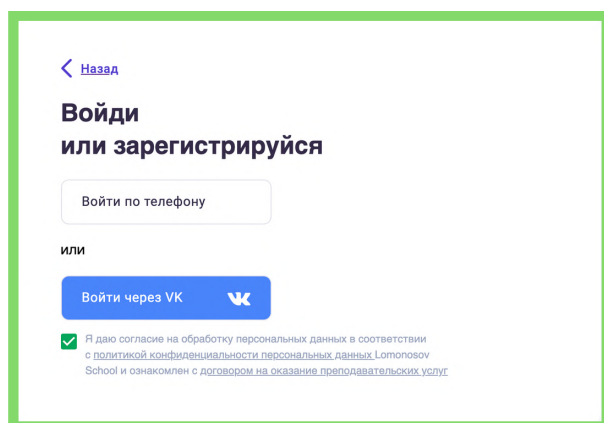 Назад
Войди
или зарегистрируйся
Войти по телефону
или
Войти через VK
Я даю согласие на обработку персональных данных в соответствии
с политикой конфиденциальности персональных данных Lomonosov
School и ознакомлен с договором на оказание преподавательских услуг